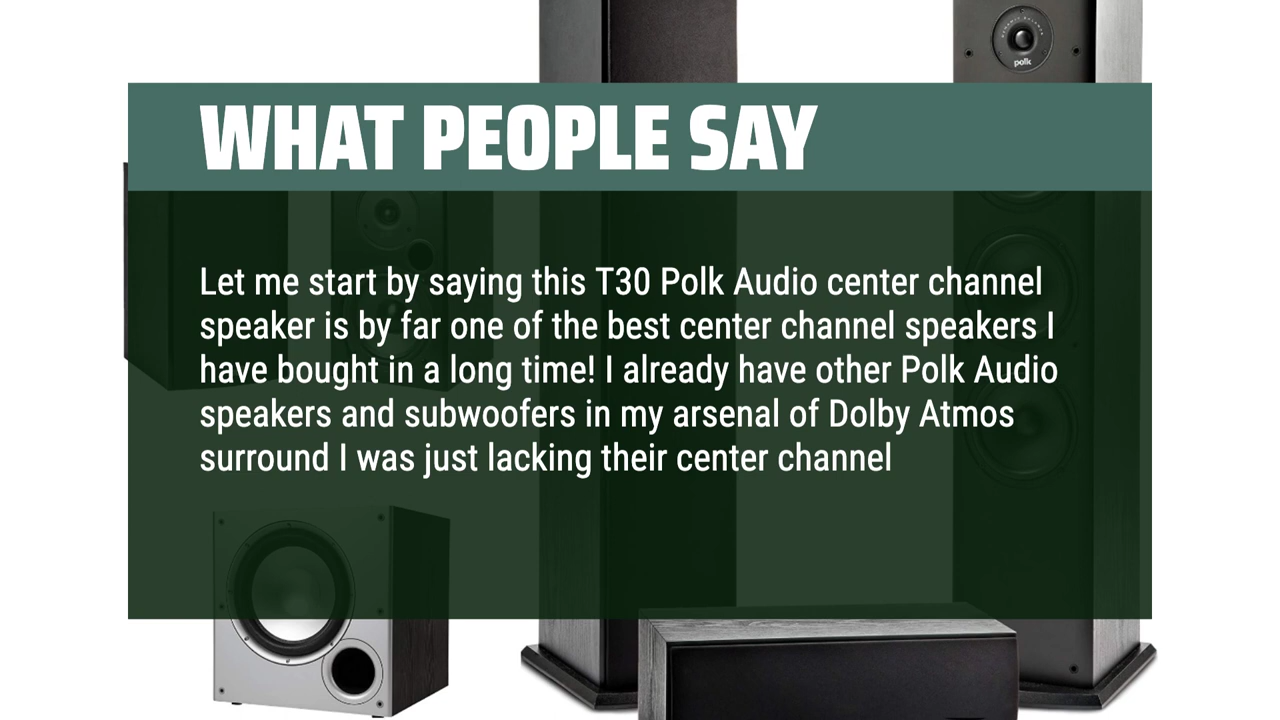 polk
WHAT PEOPLE SAY
Let me start by saying this T30 Polk Audio center channel
speaker is by far one of the best center channel speakers I
have bought in a long time! I already have other Polk Audio
speakers and subwoofers in my arsenal of Dolby Atmos
surround I was just lacking their center channel